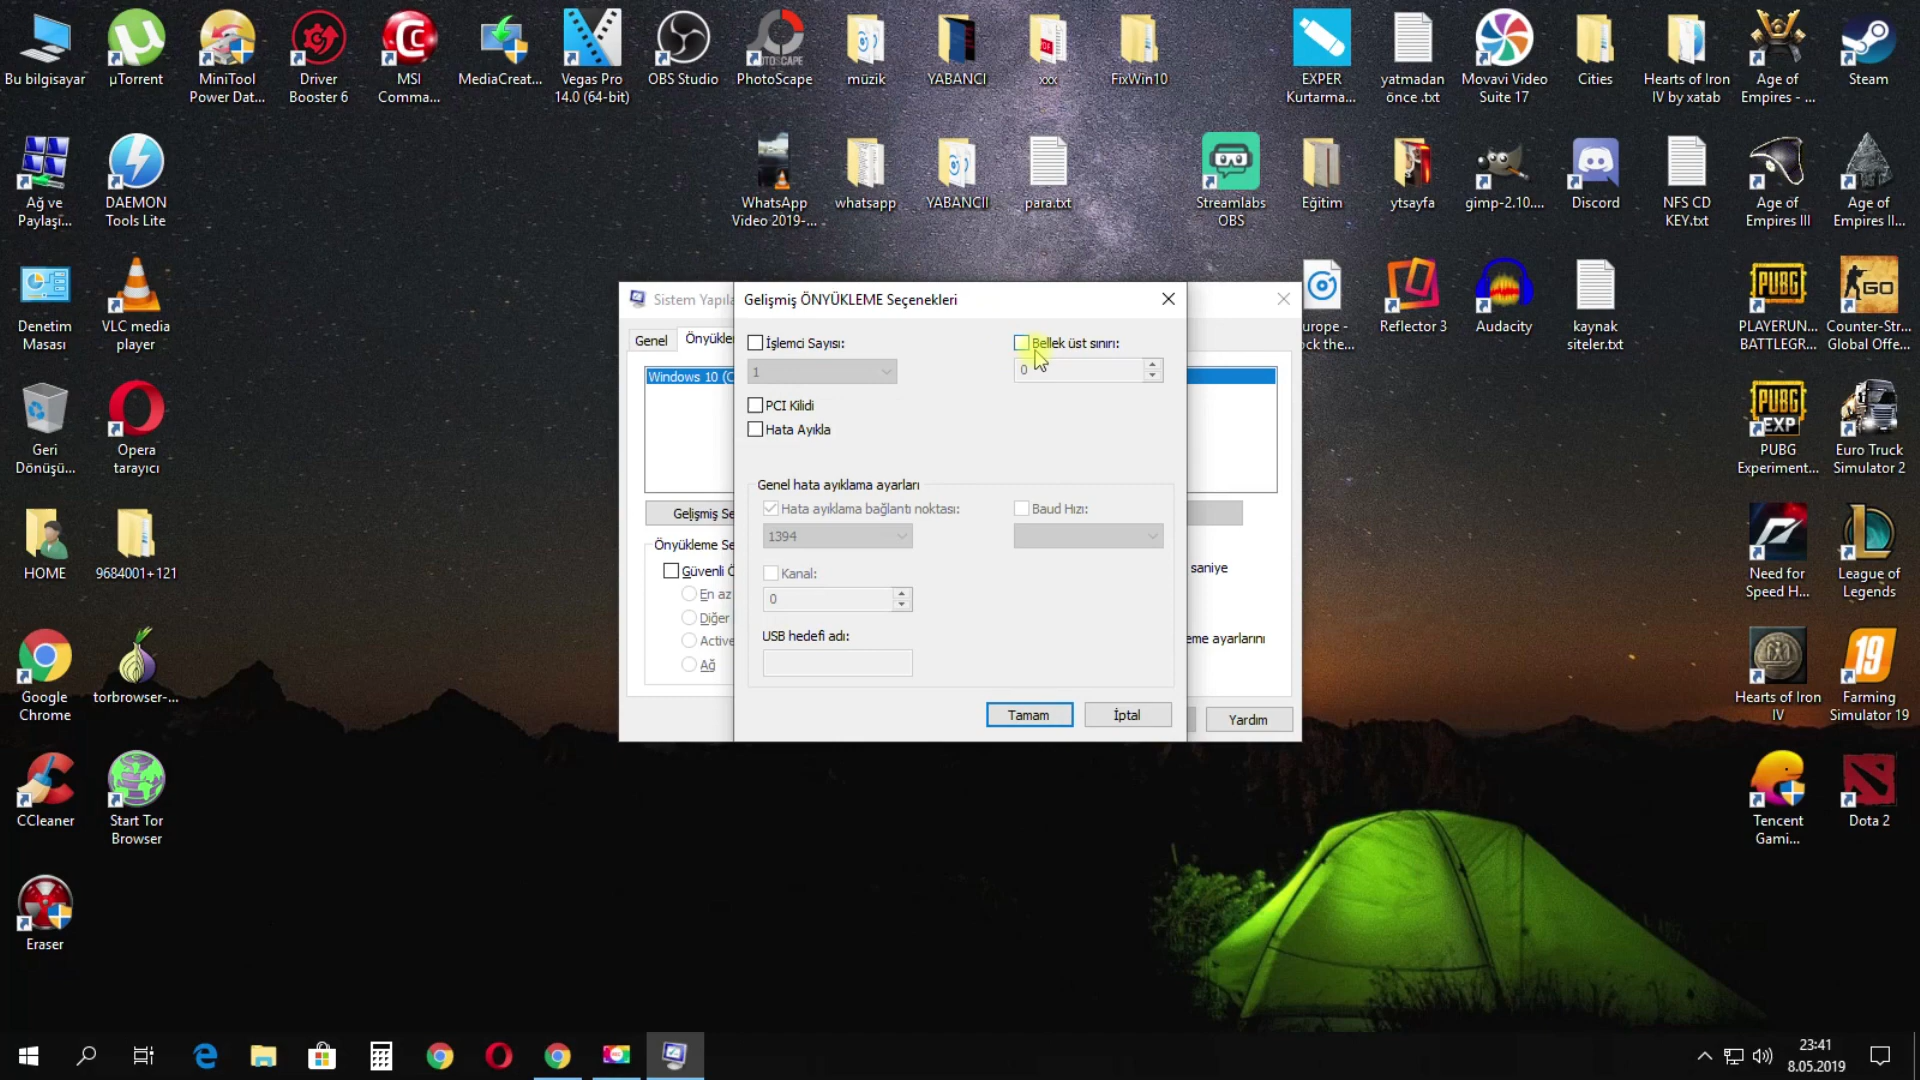 Bu bilgisayar
µTorrent
MiniTool
Power Dat...
Driver
Booster 6
MSI
Comma...
MediaCreat...
Vegas Pro
14.0 (64-bit)
OBS Studio
PhotoScape
müzik
YABANCI
xxx
FixWin10
EXPER
Kurtarma...
yatmadan
önce .txt
Movavi Video
Suite 17
Cities
Hearts of Iron
IV by xatab
Age of
Empires - ...
Steam
Ağ ve
Paylaşı...
DAEMON
Tools Lite
WhatsApp
Video 2019-...
whatsapp
YABANCII
para.txt
Streamlabs
OBS
Eğitim
ytsayfa
gimp-2.10....
Discord
NFS CD
KEY.txt
Age of
Empires III
Age of
Empires II...
Denetim
Masası
VLC media
player
urope -
ock the...
Reflector 3
Audacity
kaynak
siteler.txt
PUBG
PLAYERUN...
BATTLEGR...
GO
Counter-Str...
Global Offe...
Geri
Dönüşü...
Opera
tarayıcı
PUBG
EXP
PUBG
Experiment...
Euro Truck
Simulator 2
HOME
9684001+121
Need for
Speed H...
League of
Legends
Google
Chrome
torbrowser-...
Hearts of Iron
IV
19
Farming
Simulator 19
CCleaner
Start Tor
Browser
Tencent
Gami...
Dota 2
Eraser
Sistem Yapıla
Genel
Önyükle
Windows 10 (C
Gelişmiş Se
Önyükleme Se
Güvenli Ö
En az
Diğer
Active
Ağ
saniye
eme ayarlarını
Yardım
Gelişmiş ÖNYÜKLEME Seçenekleri
İşlemci Sayısı:
Bellek üst sınırı:
1
0
PCI Kilidi
Hata Ayıkla
Genel hata ayıklama ayarları
Hata ayıklama bağlantı noktası:
Baud Hızı:
1394
Kanal:
0
USB hedefi adı:
Tamam
İptal
23:41
8.05.2019